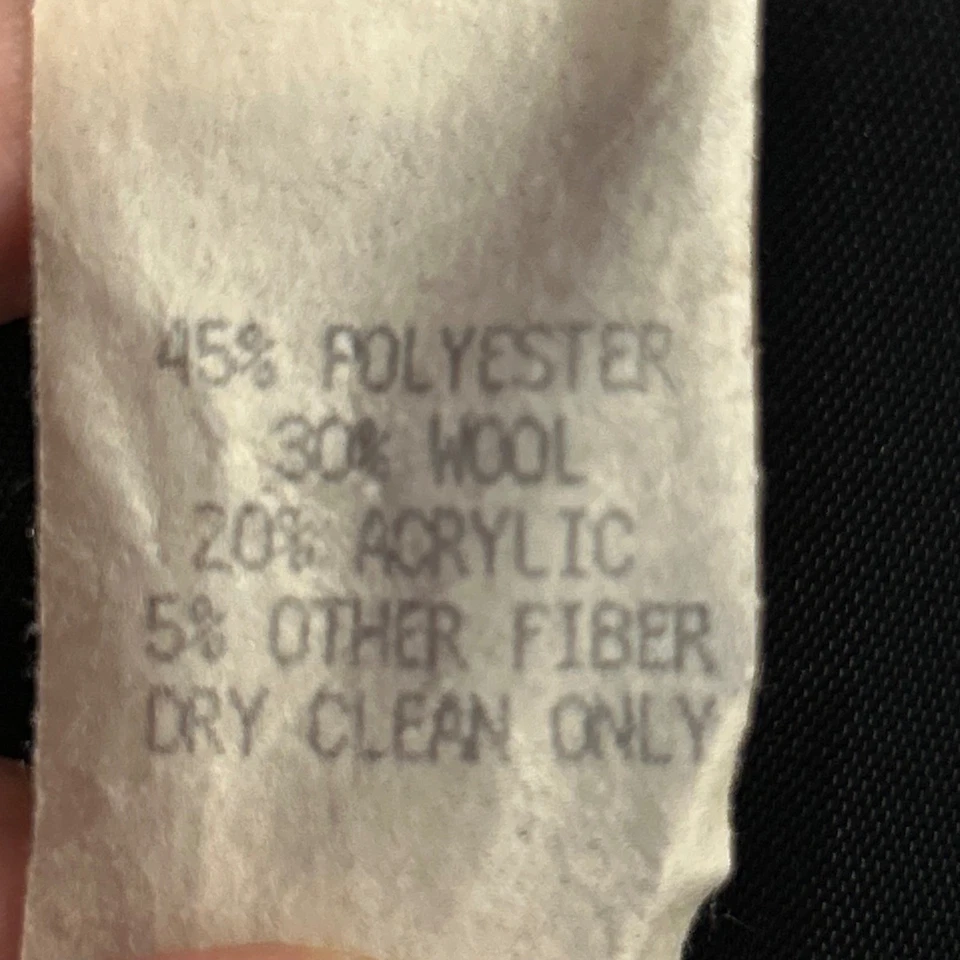 45% POLYESTER
30% WOOL
20% ACRYLIC
5% OTHER FIBER
DRY CLEAN ONLY